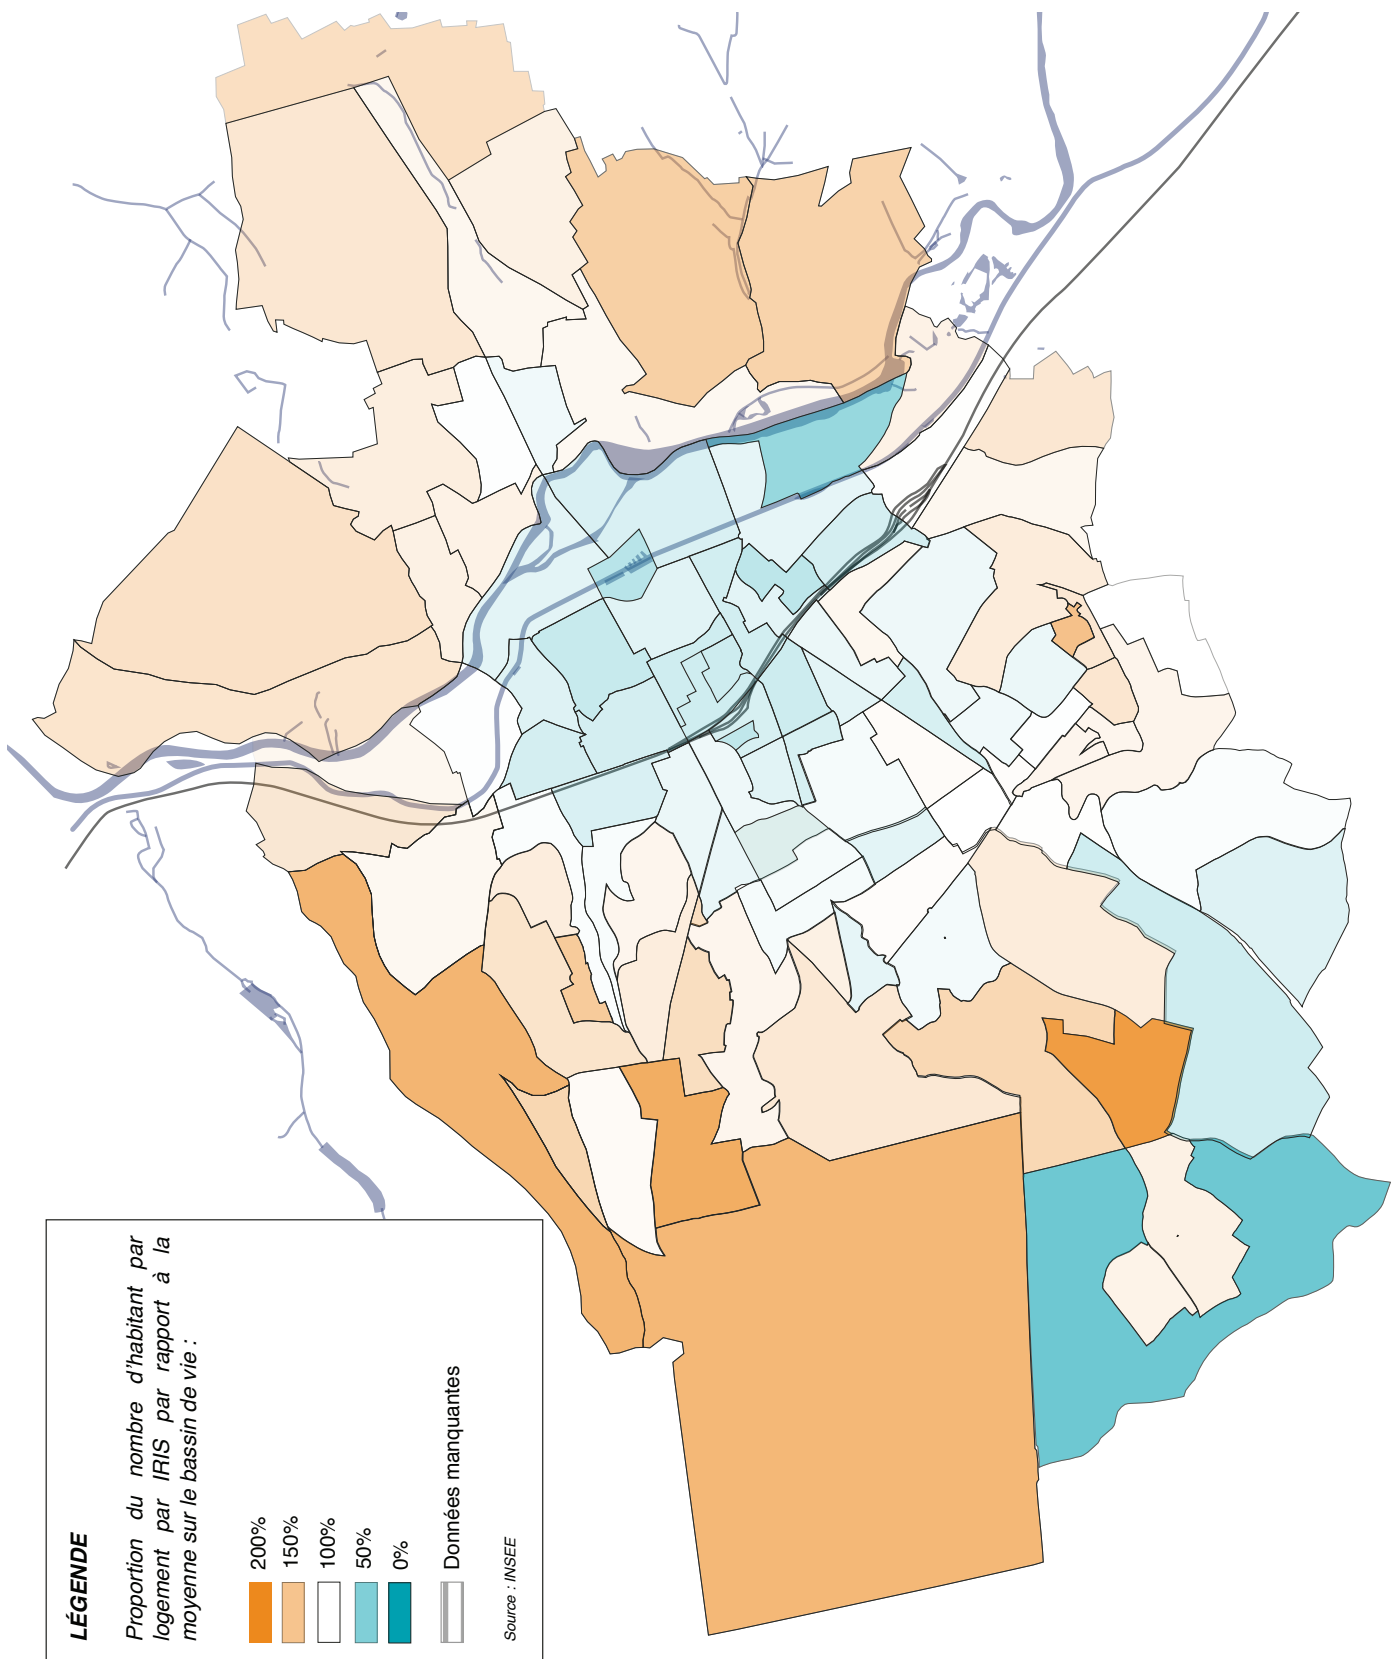 LÉGENDE
Proportion du nombre d'habitant par
logement par IRIS par rapport à la
moyenne sur le bassin de vie :
200%
150%
100%
50%
0%
Données manquantes
Source : INSEE